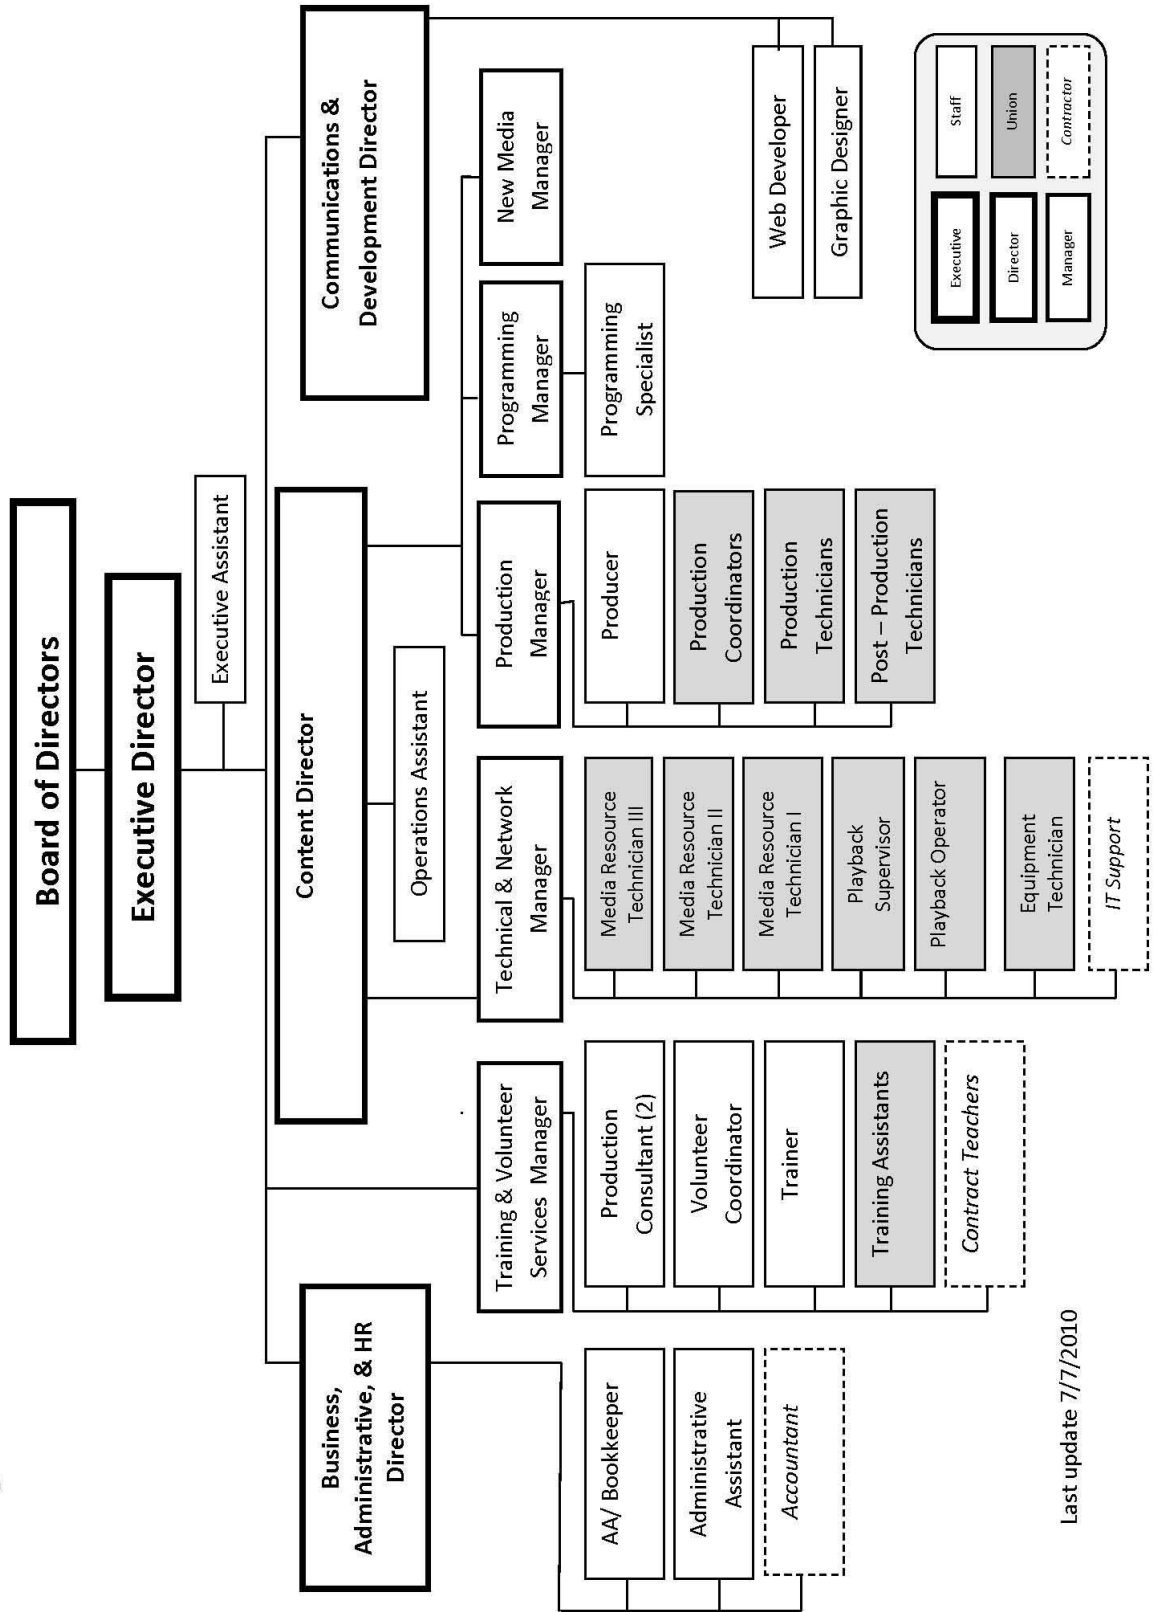 Board of Directors
Executive Director
Executive Assistant
Business,
Administrative, & HR
Director
Content Director
Communications &
Development Director
Operations Assistant
Training & Volunteer
Services Manager
Technical & Network
Manager
Production
Manager
Programming
Manager
New Media
Manager
AA/ Bookkeeper
Administrative
Assistant
Accountant
Production
Consultant (2)
Volunteer
Coordinator
Trainer
Training Assistants
Contract Teachers
Media Resource
Technician III
Media Resource
Technician II
Media Resource
Technician I
Playback
Supervisor
Playback Operator
Equipment
Technician
IT Support
Producer
Production
Coordinators
Production
Technicians
Post – Production
Technicians
Programming
Specialist
Web Developer
Graphic Designer
Executive
Staff
Director
Union
Manager
Contractor
Last update 7/7/2010